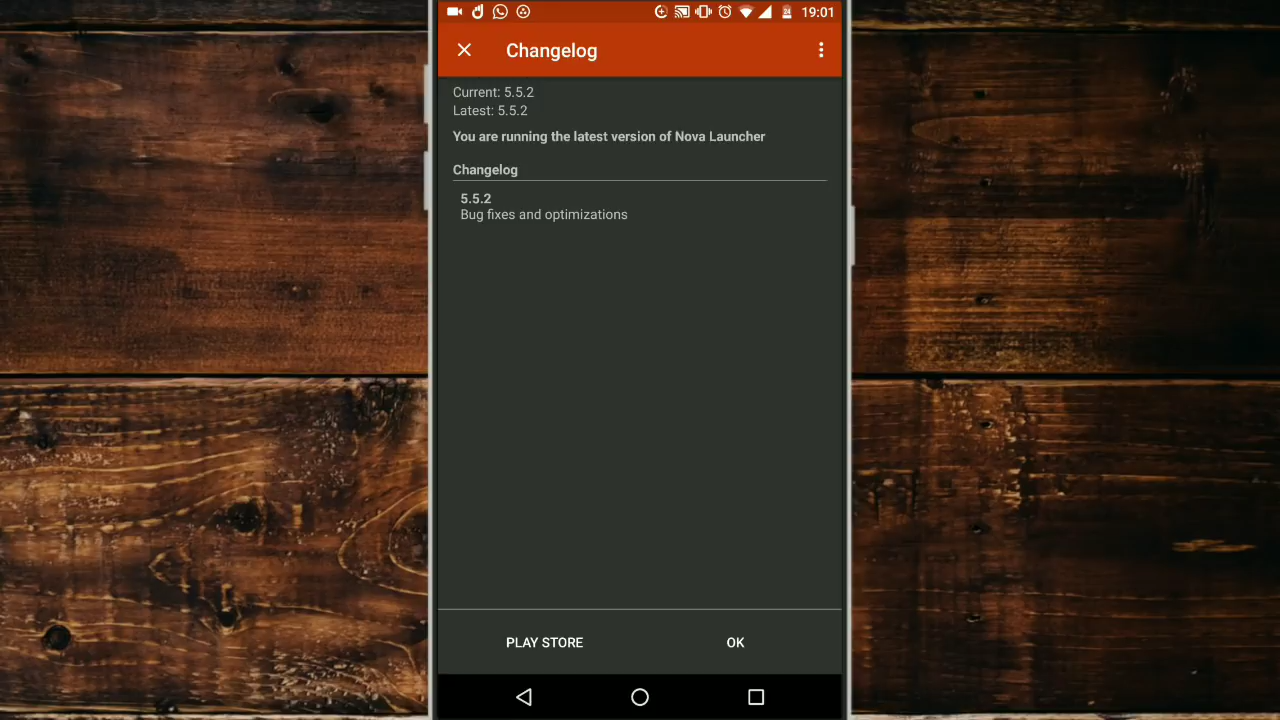 24
19:01
Changelog
Current: 5.5.2
Latest: 5.5.2
You are running the latest version of Nova Launcher
Changelog
5.5.2
Bug fixes and optimizations
PLAY STORE
OK